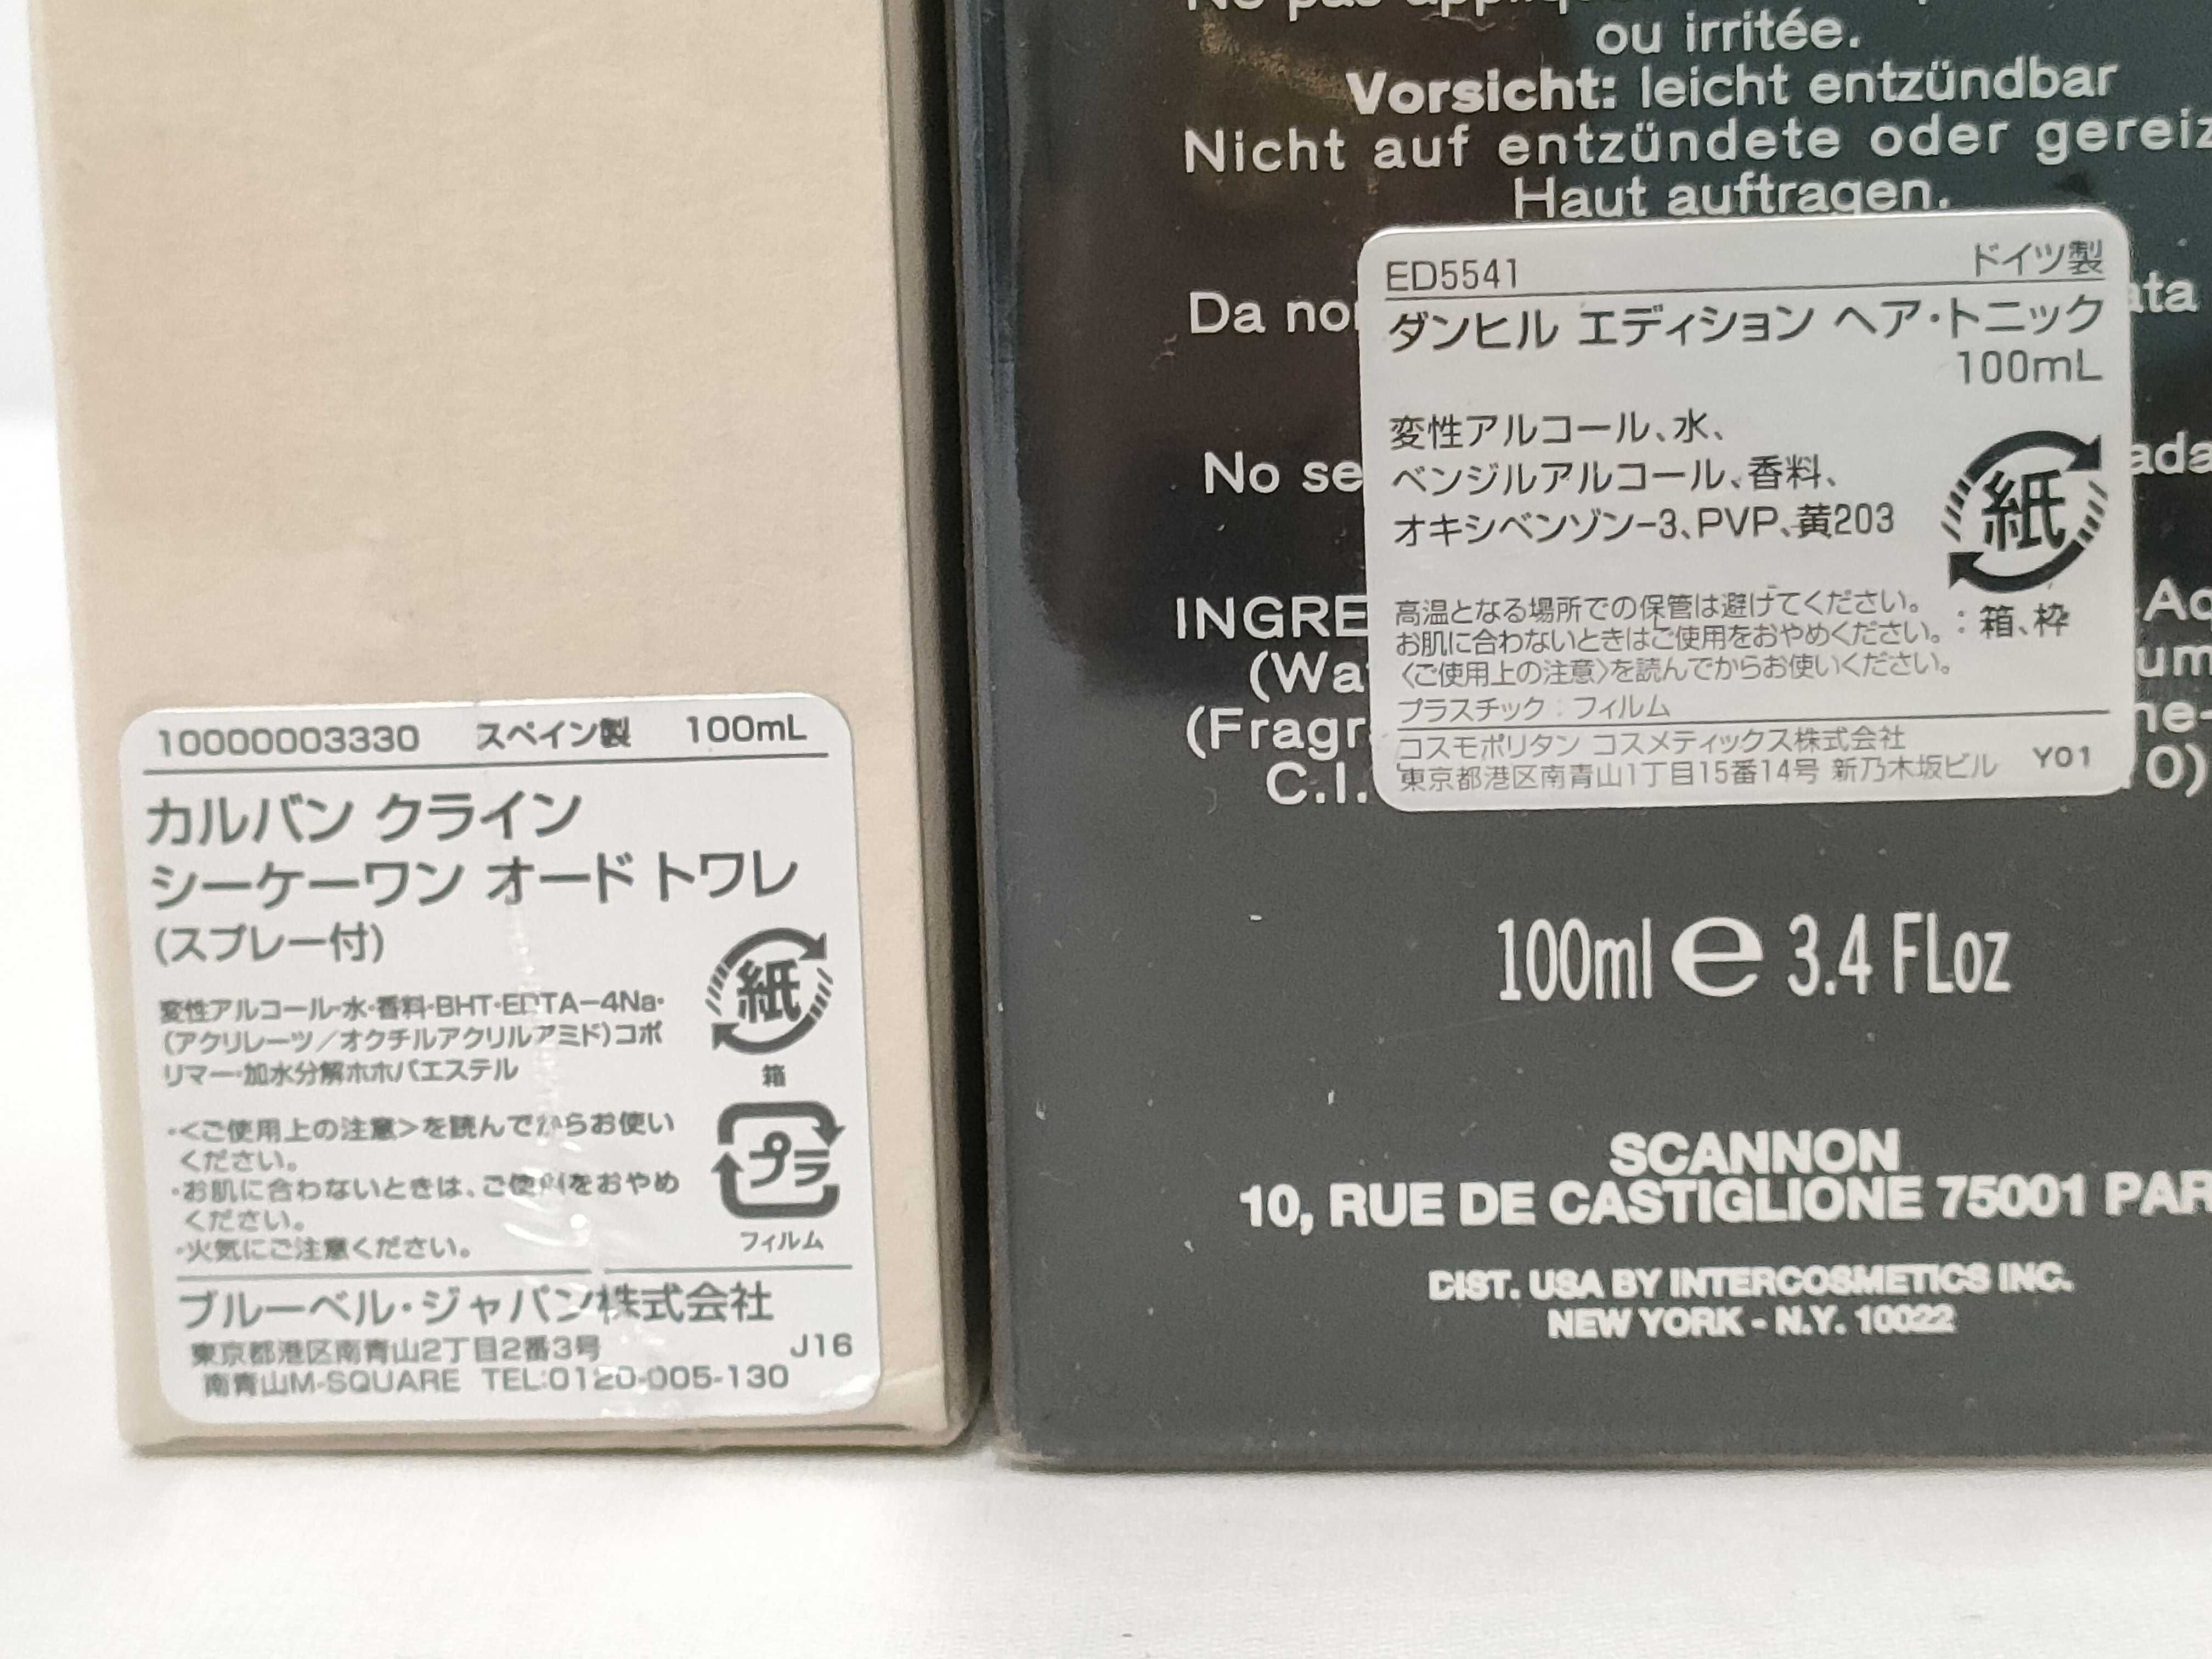 10000003330 スペイン製 100mL
カルバン クライン
シーケーワン オード トワレ
(スプレー付)
変性アルコール・水・香料・BHT・EDTA-4Na・
(アクリレーツ/オクチルアクリルアミド)コポ
リマー・加水分解ホホバエステル
紙
箱
・<ご使用上の注意>を読んでからお使い
ください。
・お肌に合わないときは、ご使用をおやめ
ください。
・火気にご注意ください。
プラ
フィルム
ブルーベル・ジャパン株式会社
東京都港区南青山2丁目2番3号 J16
南青山M-SQUARE TEL:0120-005-130
ou irritée.
Vorsicht: leicht entzündbar
Nicht auf entzündete oder gereiz
Haut auftragen.
Da no
No se
INGRE
(Wa
(Fragr
C.I.
ED5541 ドイツ製
ダンヒル エディション ヘア・トニック
100mL
変性アルコール、水、
ベンジルアルコール、香料、
オキシベンゾン-3、PVP、黄203
紙
:箱、枠
高温となる場所での保管は避けてください。
お肌に合わないときはご使用をおやめください。
〈ご使用上の注意〉を読んでからお使いください。
プラスチック:フィルム
コスモポリタン コスメティックス株式会社
東京都港区南青山1丁目15番14号 新乃木坂ビル Y01
100ml e 3.4 FLoz
SCANNON
10, RUE DE CASTIGLIONE 75001 PAR
DIST. USA BY INTERCOSMETICS INC.
NEW YORK - N.Y. 10022